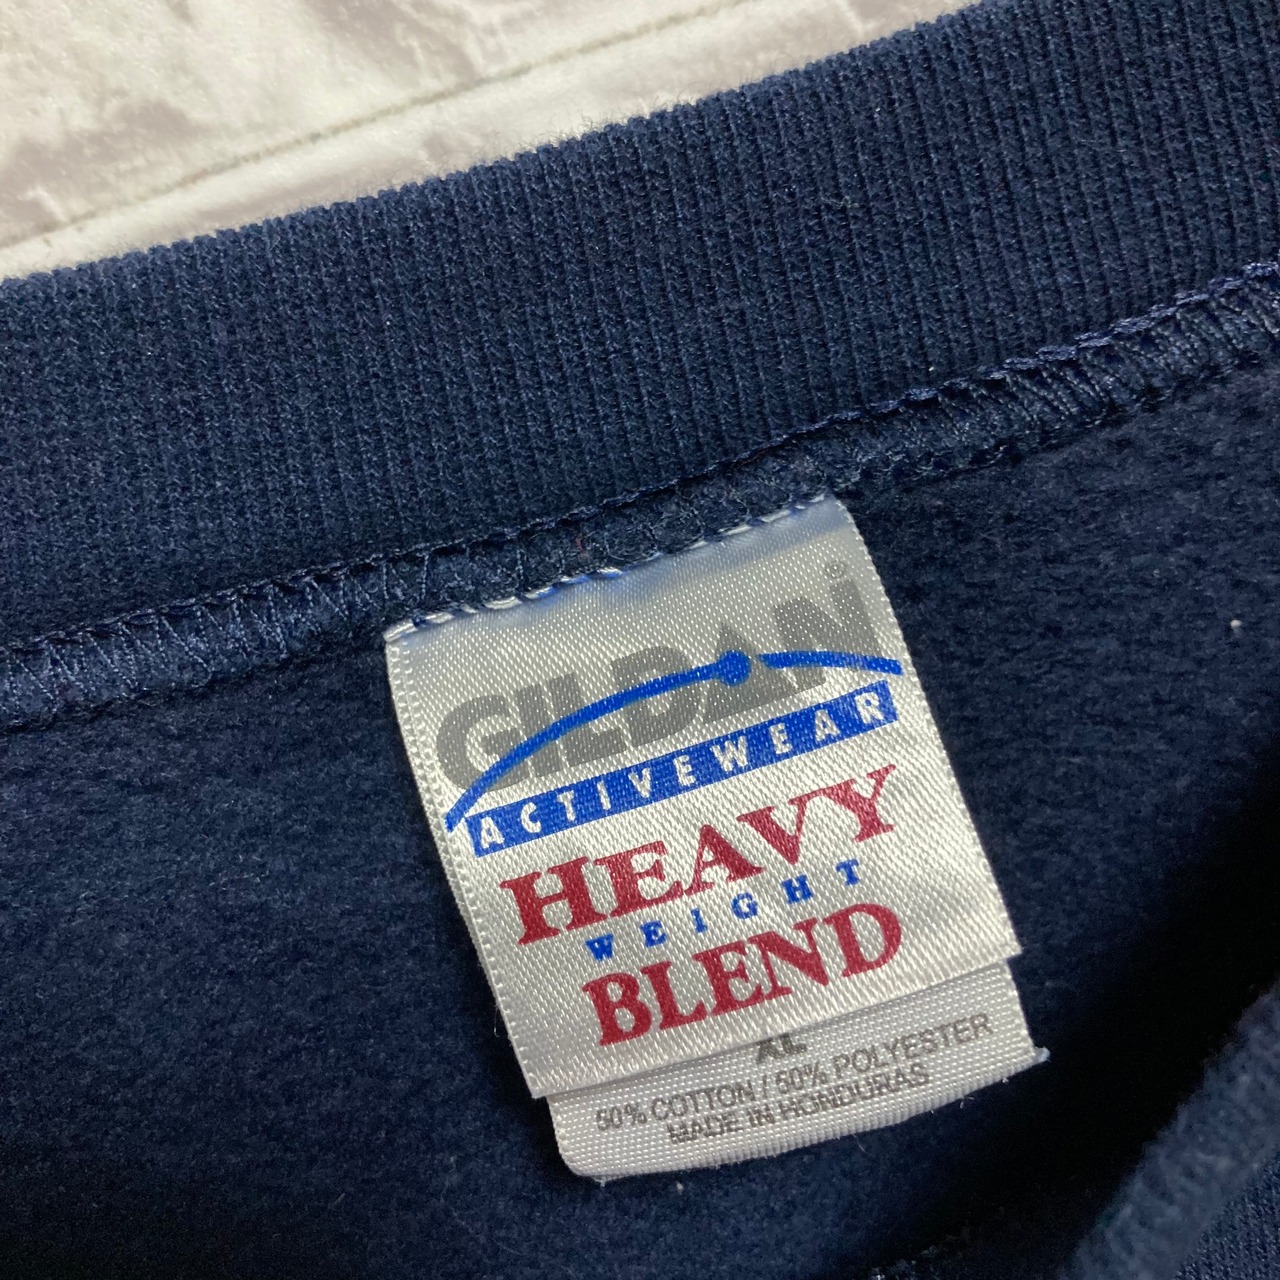 GILDAN®
ACTIVEWEAR
HEAVY
WEIGHT
BLEND
XL
50% COTTON / 50% POLYESTER
MADE IN HONDURAS